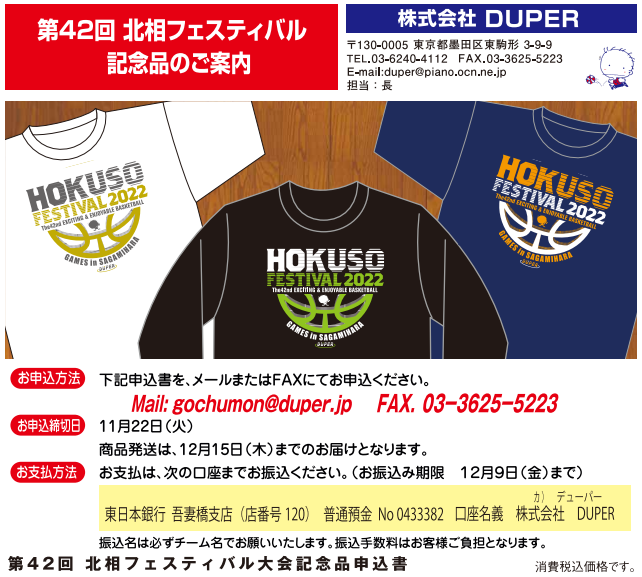 第42回 北相フェスティバル
記念品のご案内
株式会社 DUPER
〒130-0005 東京都墨田区東駒形 3-9-9
TEL.03-6240-4112 FAX.03-3625-5223
E-mail:duper@piano.ocn.ne.jp
担当：長
HOKUSO
FESTIVAL 2022
The42nd EXCITING & ENJOYABLE BASKETBALL
GAMES in SAGAMIHARA
DUPER
HOKUSO
FESTIVAL 2022
The42nd EXCITING & ENJOYABLE BASKETBALL
GAMES in SAGAMIHARA
DUPER
HOKUSO
FESTIVAL 2022
The42nd EXCITING & ENJOYABLE BASKETBALL
GAMES in SAGAMIHARA
DUPER
お申込方法 下記申込書を、メールまたはFAXにてお申込ください。
Mail: gochumon@duper.jp FAX. 03-3625-5223
お申込締切日 11月22日（火）
商品発送は、12月15日（木）までのお届けとなります。
お支払方法 お支払は、次の口座までお振込ください。（お振込み期限 12月9日（金）まで）
カ） デューパー
東日本銀行 吾妻橋支店（店番号 120） 普通預金 No 0433382 口座名義 株式会社 DUPER
振込名は必ずチーム名でお願いいたします。振込手数料はお客様ご負担となります。
第42回 北相フェスティバル大会記念品申込書 消費税込価格です。